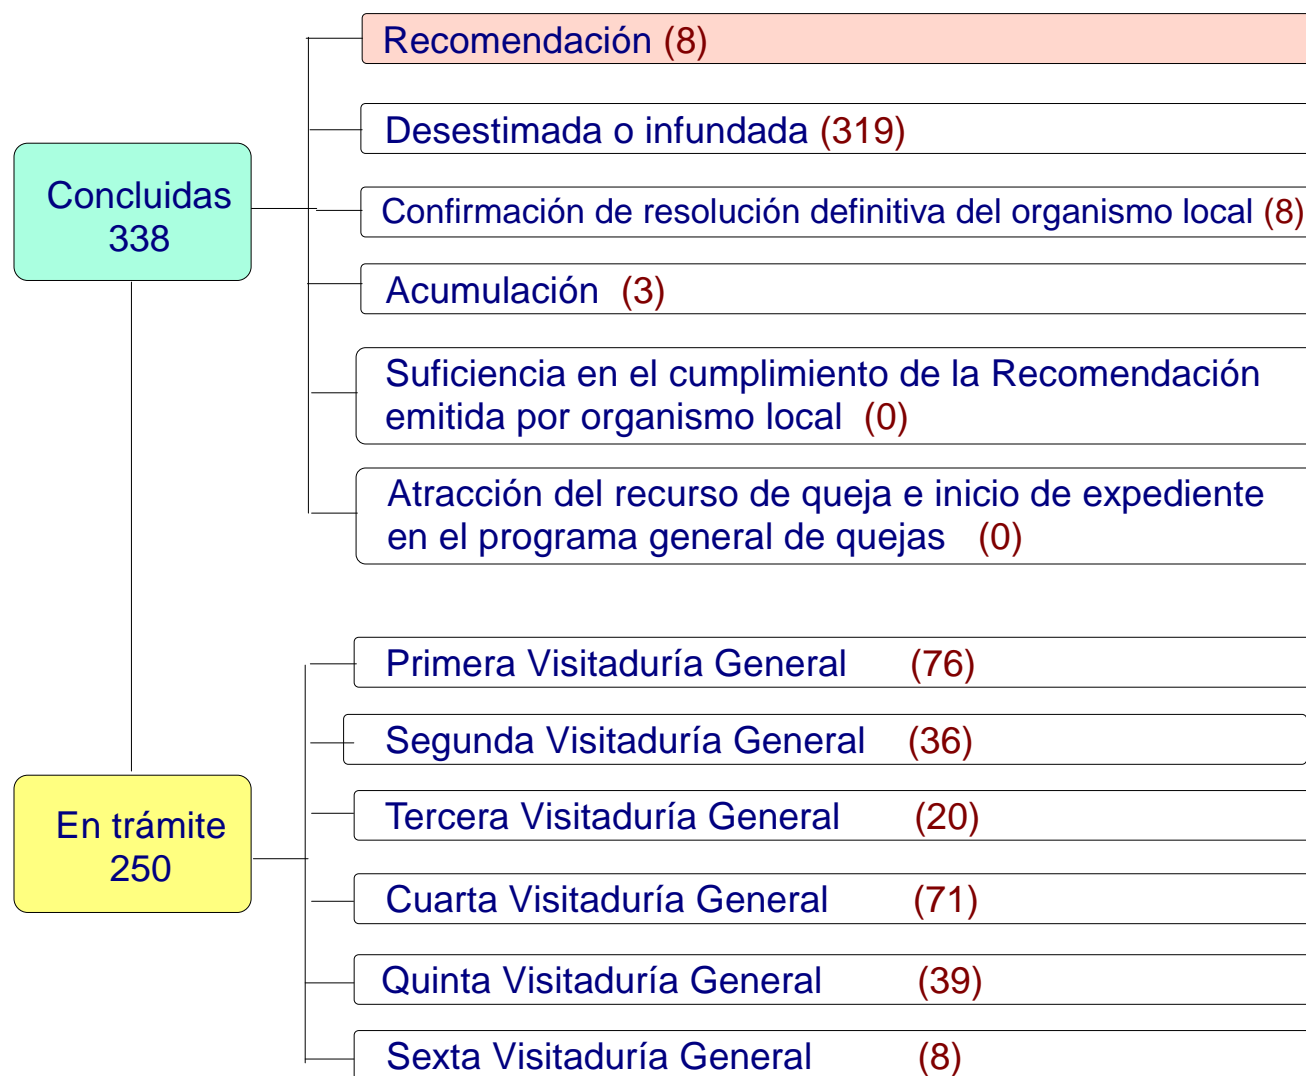 Recomendación (8)
Desestimada o infundada (319)
Concluidas
338
Confirmación de resolución definitiva del organismo local (8)
Acumulación (3)
Suficiencia en el cumplimiento de la Recomendación
emitida por organismo local (0)
Atracción del recurso de queja e inicio de expediente
en el programa general de quejas (0)
Primera Visitaduría General (76)
Segunda Visitaduría General (36)
Tercera Visitaduría General (20)
En trámite
250
Cuarta Visitaduría General (71)
Quinta Visitaduría General (39)
Sexta Visitaduría General (8)